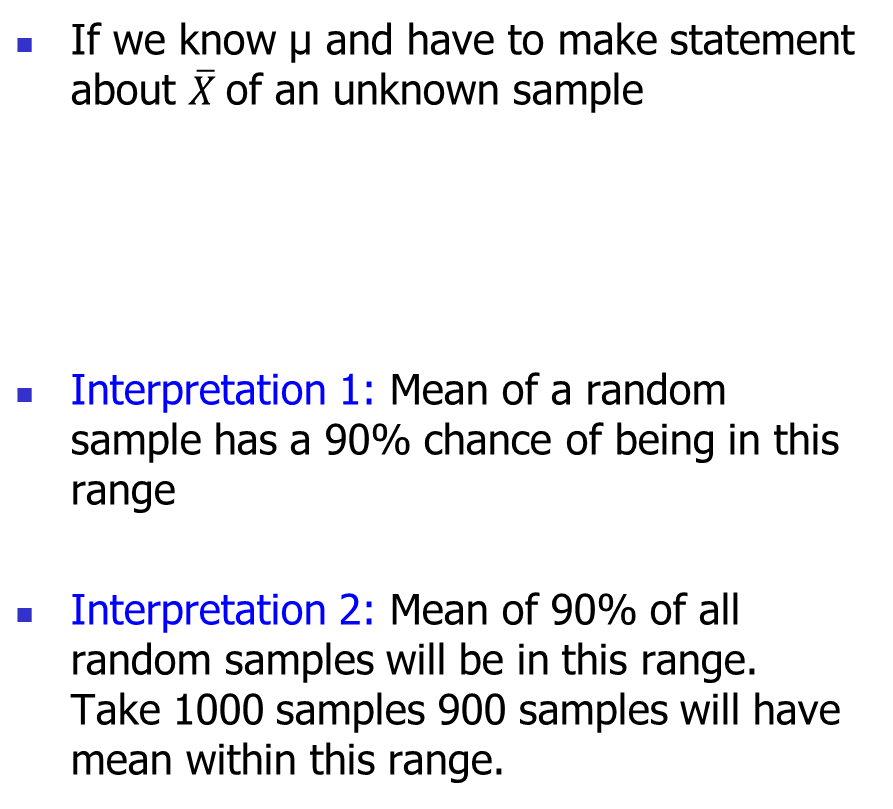 ▪ If we know μ and have to make statement
about X̄ of an unknown sample
▪ Interpretation 1: Mean of a random
sample has a 90% chance of being in this
range
▪ Interpretation 2: Mean of 90% of all
random samples will be in this range.
Take 1000 samples 900 samples will have
mean within this range.